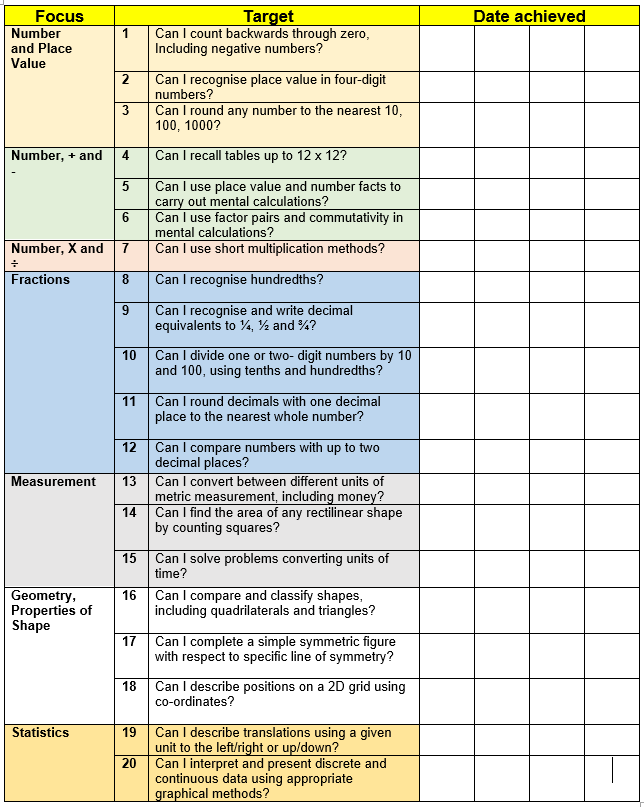 Focus Target Date achieved
Number
and Place
Value
1 Can I count backwards through zero,
Including negative numbers?
2 Can I recognise place value in four-digit
numbers?
3 Can I round any number to the nearest 10,
100, 1000?
Number, + and
-
4 Can I recall tables up to 12 x 12?
5 Can I use place value and number facts to
carry out mental calculations?
6 Can I use factor pairs and commutativity in
mental calculations?
Number, X and
÷
7 Can I use short multiplication methods?
Fractions
8 Can I recognise hundredths?
9 Can I recognise and write decimal
equivalents to ¼, ½ and ¾?
10 Can I divide one or two- digit numbers by 10
and 100, using tenths and hundredths?
11 Can I round decimals with one decimal
place to the nearest whole number?
12 Can I compare numbers with up to two
decimal places?
Measurement
13 Can I convert between different units of
metric measurement, including money?
14 Can I find the area of any rectilinear shape
by counting squares?
15 Can I solve problems converting units of
time?
Geometry,
Properties of
Shape
16 Can I compare and classify shapes,
including quadrilaterals and triangles?
17 Can I complete a simple symmetric figure
with respect to specific line of symmetry?
18 Can I describe positions on a 2D grid using
co-ordinates?
Statistics
19 Can I describe translations using a given
unit to the left/right or up/down?
20 Can I interpret and present discrete and
continuous data using appropriate
graphical methods?